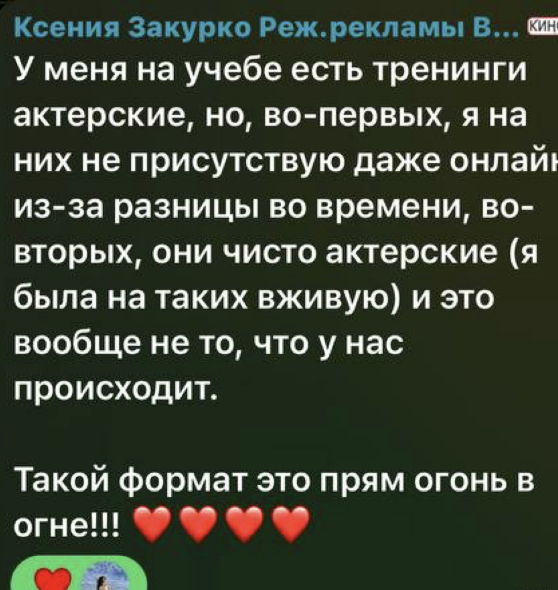 Ксения Закурко Реж.рекламы В...
У меня на учебе есть тренинги
актерские, но, во-первых, я на
них не присутствую даже онлайн
из-за разницы во времени, во-
вторых, они чисто актерские (я
была на таких вживую) и это
вообще не то, что у нас
происходит.
Такой формат это прям огонь в
огне!!! ❤️❤️❤️❤️